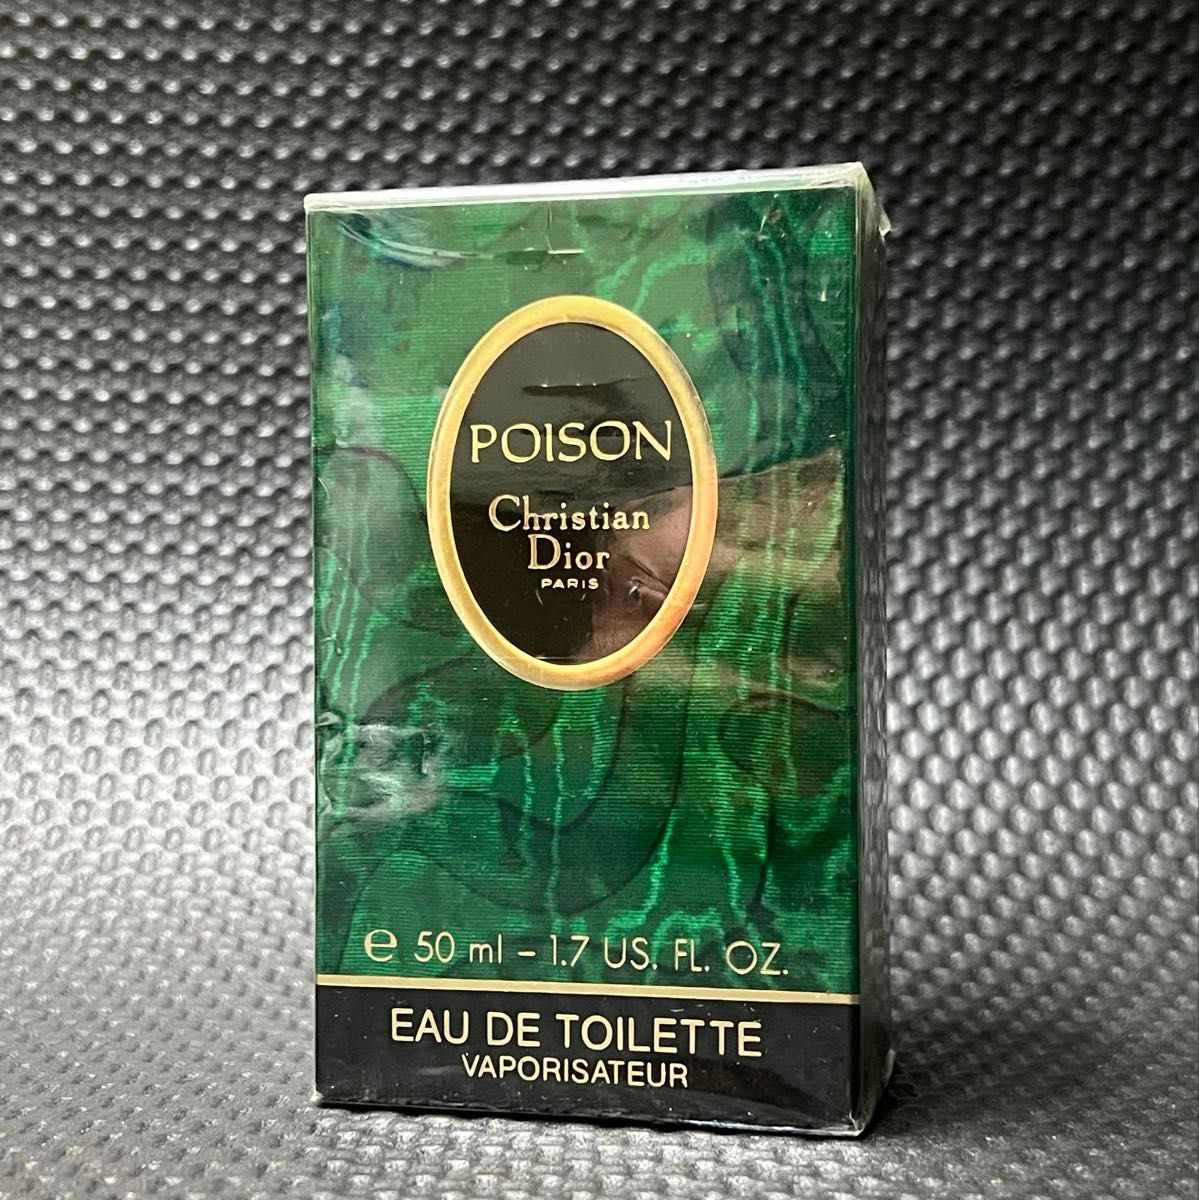 POISON
Christian
Dior
PARIS
℮ 50 ml – 1.7 US. FL. OZ.
EAU DE TOILETTE
VAPORISATEUR